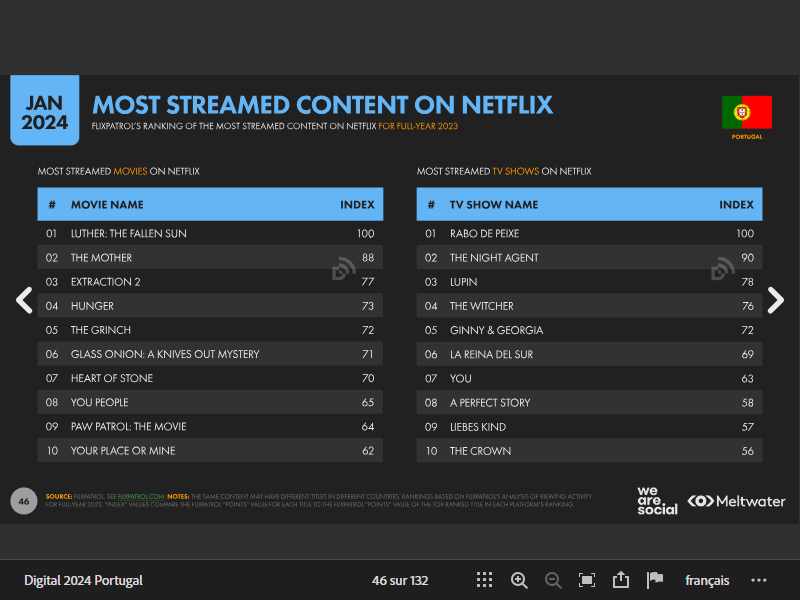 JAN
2024
MOST STREAMED CONTENT ON NETFLIX
FLIXPATROL'S RANKING OF THE MOST STREAMED CONTENT ON NETFLIX FOR FULL-YEAR 2023
PORTUGAL
MOST STREAMED MOVIES ON NETFLIX
# MOVIE NAME INDEX
01 LUTHER: THE FALLEN SUN 100
02 THE MOTHER 88
03 EXTRACTION 2 77
04 HUNGER 73
05 THE GRINCH 72
06 GLASS ONION: A KNIVES OUT MYSTERY 71
07 HEART OF STONE 70
08 YOU PEOPLE 65
09 PAW PATROL: THE MOVIE 64
10 YOUR PLACE OR MINE 62
MOST STREAMED TV SHOWS ON NETFLIX
# TV SHOW NAME INDEX
01 RABO DE PEIXE 100
02 THE NIGHT AGENT 90
03 LUPIN 78
04 THE WITCHER 76
05 GINNY & GEORGIA 72
06 LA REINA DEL SUR 69
07 YOU 63
08 A PERFECT STORY 58
09 LIEBES KIND 57
10 THE CROWN 56
46
SOURCE: FLIXPATROL. SEE FLIXPATROL.COM. NOTES: THE SAME CONTENT MAY HAVE DIFFERENT TITLES IN DIFFERENT COUNTRIES. RANKINGS BASED ON FLIXPATROL'S ANALYSIS OF VIEWING ACTIVITY
FOR FULL-YEAR 2023. "INDEX" VALUES COMPARE THE FLIXPATROL "POINTS" VALUE FOR EACH TITLE TO THE FLIXPATROL "POINTS" VALUE OF THE TOP-RANKED TITLE IN EACH PLATFORM'S RANKING.
we
are.
social
Meltwater
Digital 2024 Portugal
46 sur 132
français